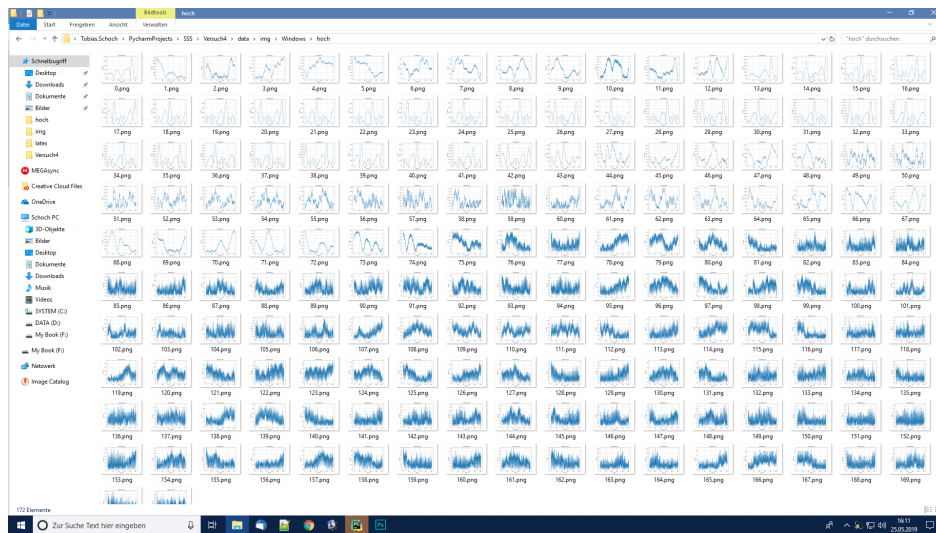 Bildtools hoch
Datei Start Freigeben Ansicht Verwalten
› Tobias.Schoch › PycharmProjects › SSS › Versuch4 › data › img › Windows › hoch
"hoch" durchsuchen
Schnellzugriff
Desktop
Downloads
Dokumente
Bilder
hoch
img
latex
Versuch4
MEGAsync
Creative Cloud Files
OneDrive
Schoch PC
3D-Objekte
Bilder
Desktop
Dokumente
Downloads
Musik
Videos
SYSTEM (C:)
DATA (D:)
My Book (F:)
My Book (F:)
Netzwerk
Image Catalog
0.png 1.png 2.png 3.png 4.png 5.png 6.png 7.png 8.png 9.png 10.png 11.png 12.png 13.png 14.png 15.png 16.png
17.png 18.png 19.png 20.png 21.png 22.png 23.png 24.png 25.png 26.png 27.png 28.png 29.png 30.png 31.png 32.png 33.png
34.png 35.png 36.png 37.png 38.png 39.png 40.png 41.png 42.png 43.png 44.png 45.png 46.png 47.png 48.png 49.png 50.png
51.png 52.png 53.png 54.png 55.png 56.png 57.png 58.png 59.png 60.png 61.png 62.png 63.png 64.png 65.png 66.png 67.png
68.png 69.png 70.png 71.png 72.png 73.png 74.png 75.png 76.png 77.png 78.png 79.png 80.png 81.png 82.png 83.png 84.png
85.png 86.png 87.png 88.png 89.png 90.png 91.png 92.png 93.png 94.png 95.png 96.png 97.png 98.png 99.png 100.png 101.png
102.png 103.png 104.png 105.png 106.png 107.png 108.png 109.png 110.png 111.png 112.png 113.png 114.png 115.png 116.png 117.png 118.png
119.png 120.png 121.png 122.png 123.png 124.png 125.png 126.png 127.png 128.png 129.png 130.png 131.png 132.png 133.png 134.png 135.png
136.png 137.png 138.png 139.png 140.png 141.png 142.png 143.png 144.png 145.png 146.png 147.png 148.png 149.png 150.png 151.png 152.png
153.png 154.png 155.png 156.png 157.png 158.png 159.png 160.png 161.png 162.png 163.png 164.png 165.png 166.png 167.png 168.png 169.png
172 Elemente
Zur Suche Text hier eingeben
16:11
25.05.2019